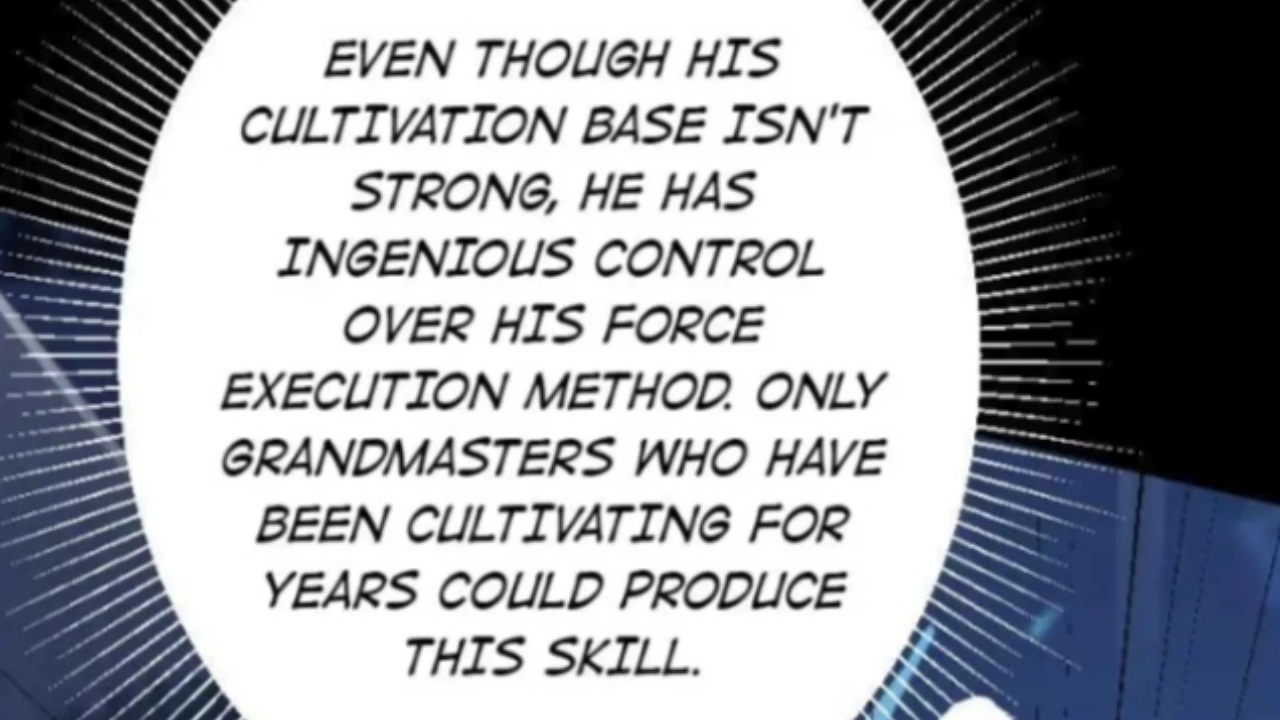 EVEN THOUGH HIS
CULTIVATION BASE ISN'T
STRONG, HE HAS
INGENIOUS CONTROL
OVER HIS FORCE
EXECUTION METHOD. ONLY
GRANDMASTERS WHO HAVE
BEEN CULTIVATING FOR
YEARS COULD PRODUCE
THIS SKILL.